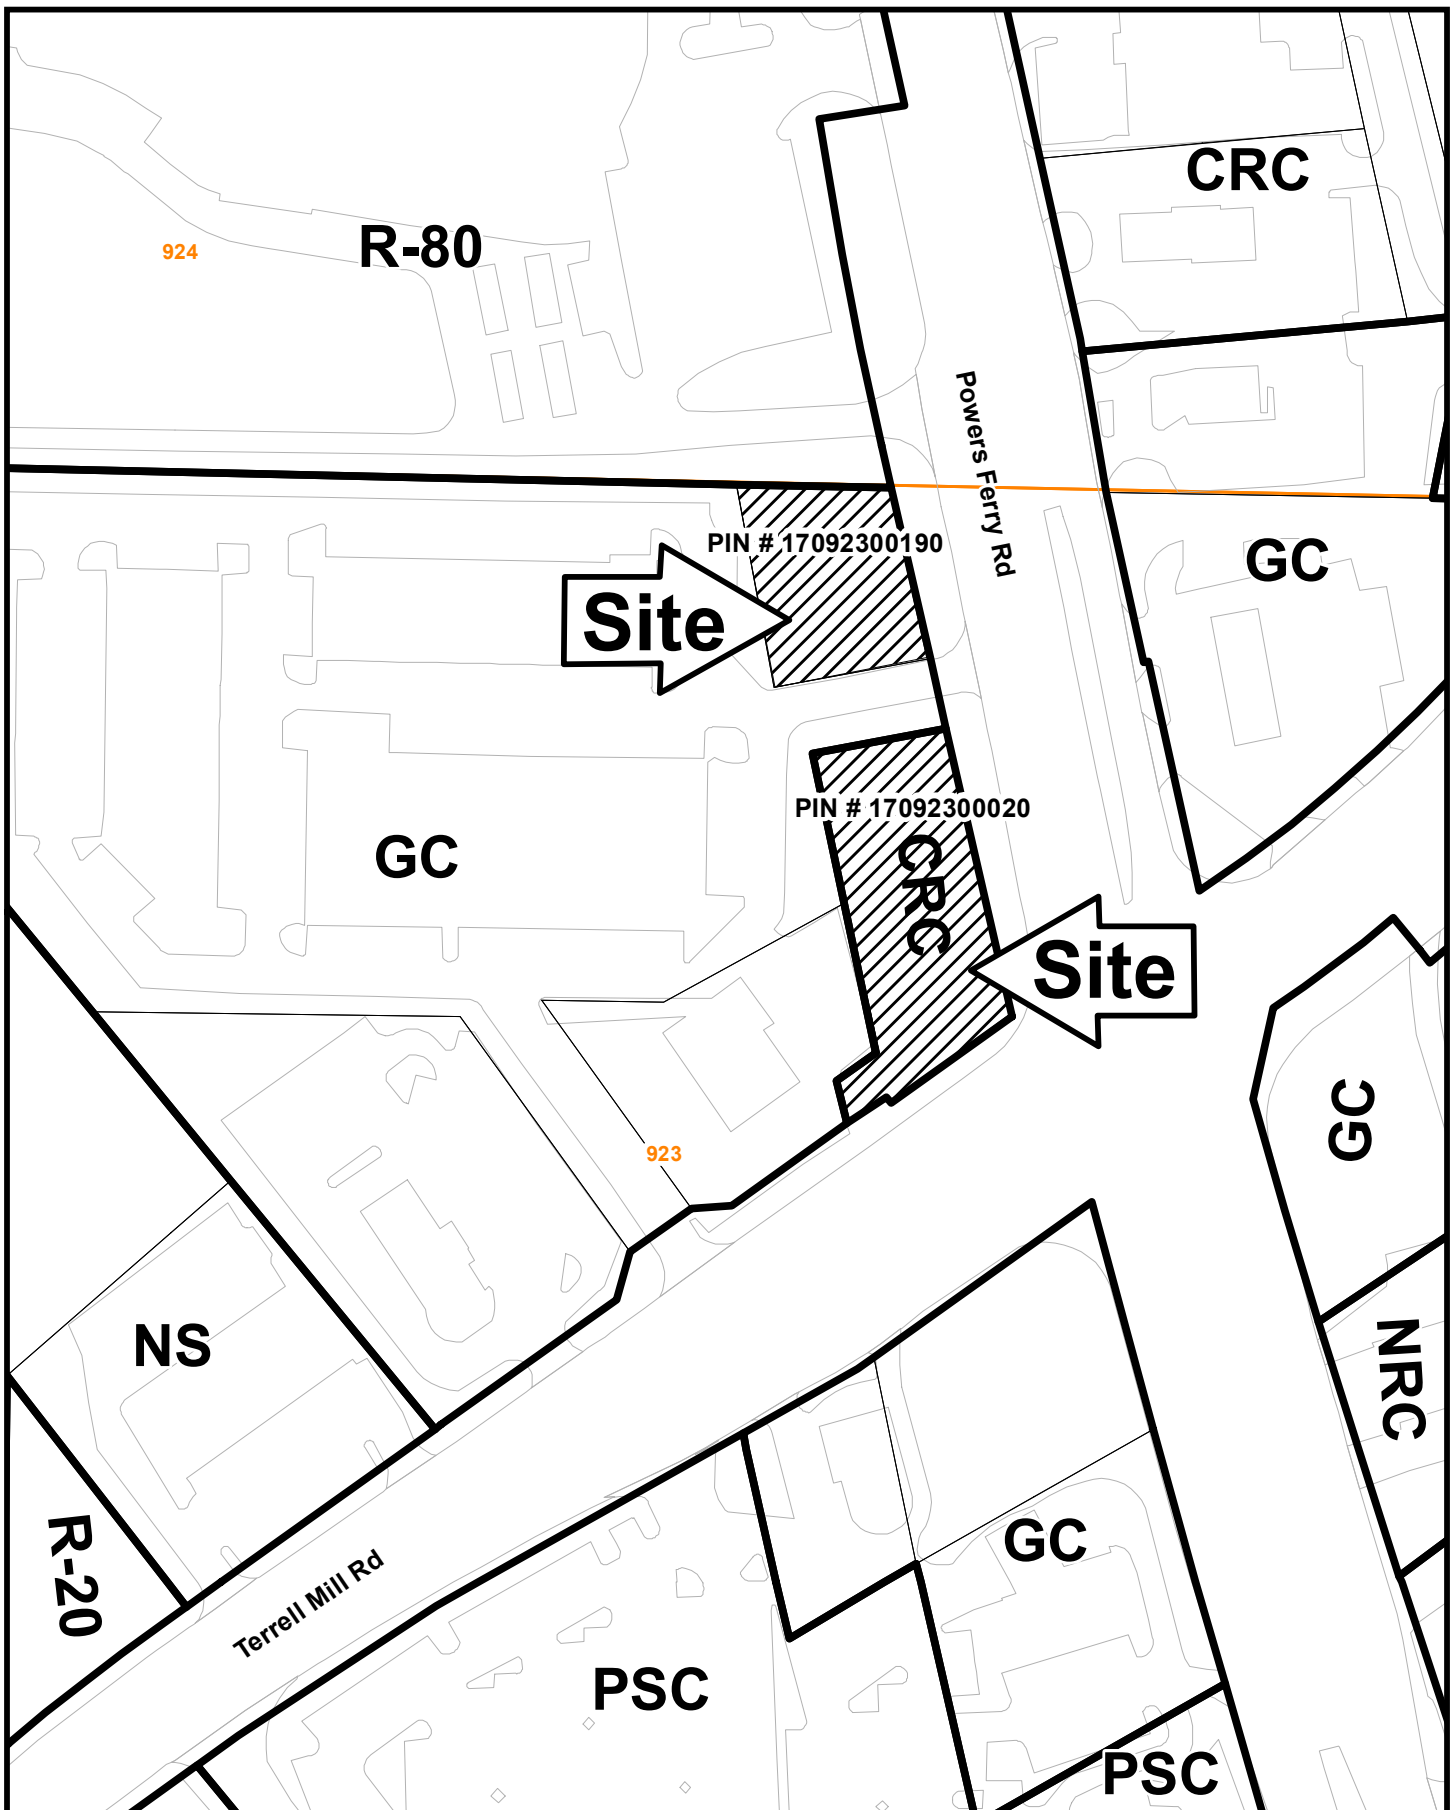 CRC
R-80
924
Powers Ferry Rd
PIN # 17092300190
GC
Site
PIN # 17092300020
GC
CRC
Site
GC
923
NS
NRC
R-20
GC
Terrell Mill Rd
PSC
PSC